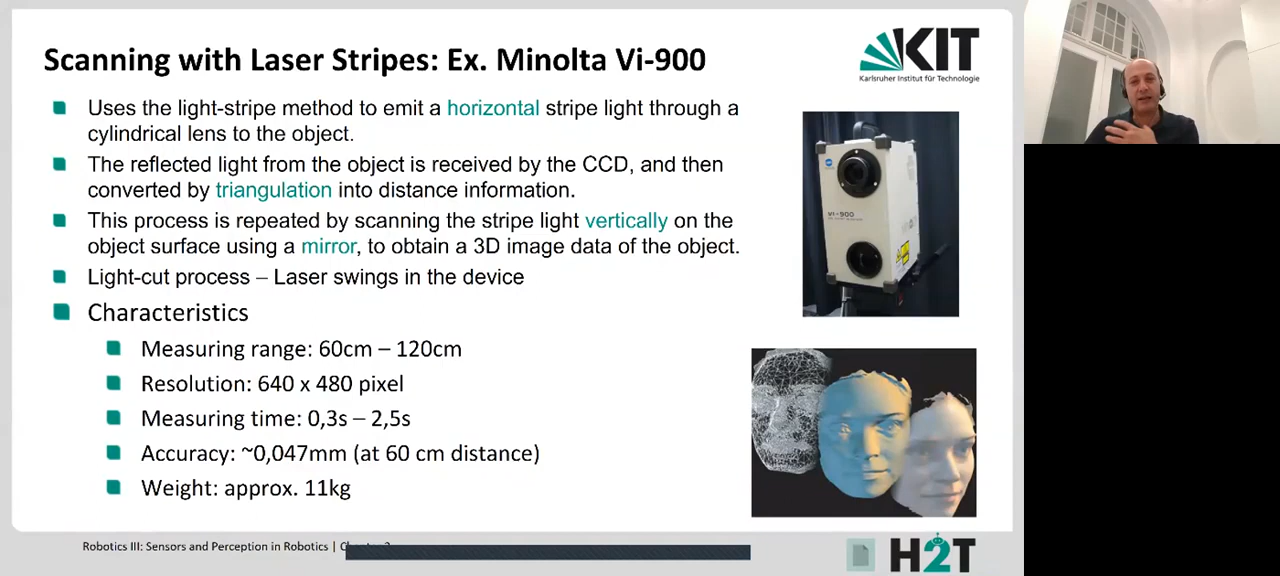 Scanning with Laser Stripes: Ex. Minolta Vi-900
KIT
Karlsruher Institut für Technologie
Uses the light-stripe method to emit a horizontal stripe light through a
cylindrical lens to the object.
The reflected light from the object is received by the CCD, and then
converted by triangulation into distance information.
This process is repeated by scanning the stripe light vertically on the
object surface using a mirror, to obtain a 3D image data of the object.
Light-cut process – Laser swings in the device
Characteristics
Measuring range: 60cm – 120cm
Resolution: 640 x 480 pixel
Measuring time: 0,3s – 2,5s
Accuracy: ~0,047mm (at 60 cm distance)
Weight: approx. 11kg
VI-900
Robotics III: Sensors and Perception in Robotics |
H2T